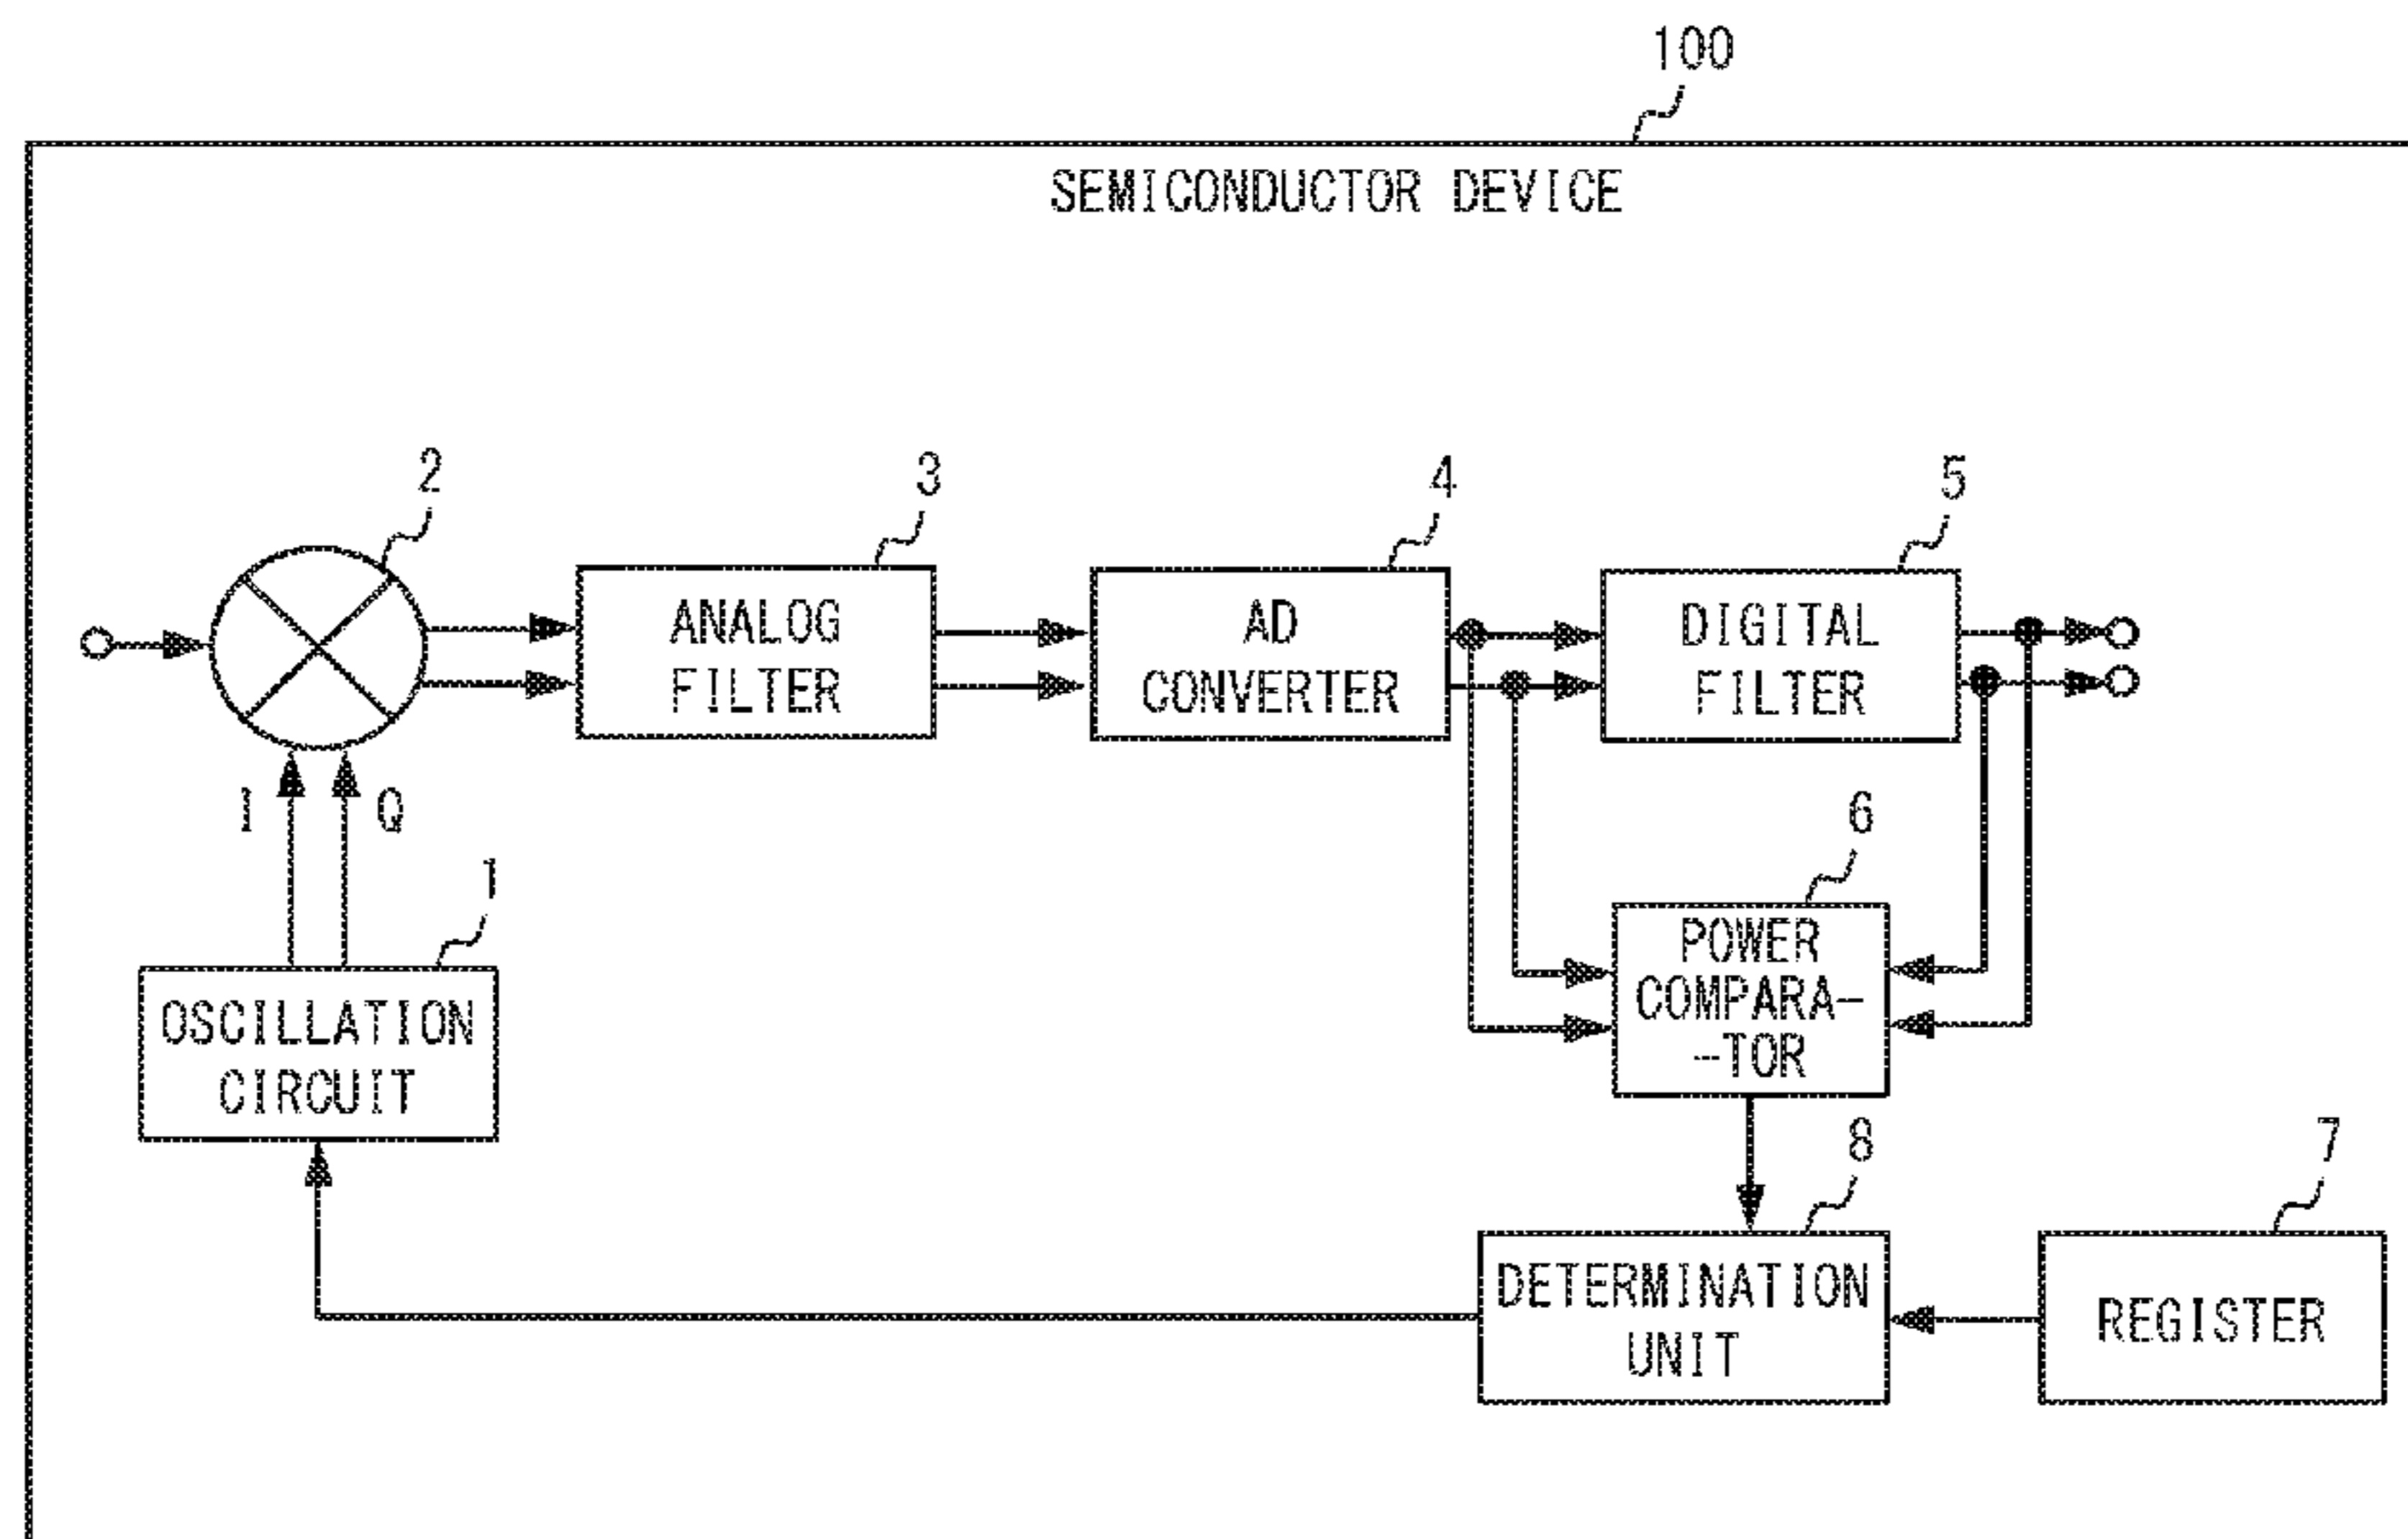 100
SEMICONDUCTOR DEVICE
2
3
4
5
ANALOG
FILTER
AD
CONVERTER
DIGITAL
FILTER
I
Q
6
1
POWER
COMPARA-
-TOR
OSCILLATION
CIRCUIT
8
7
DETERMINATION
UNIT
REGISTER